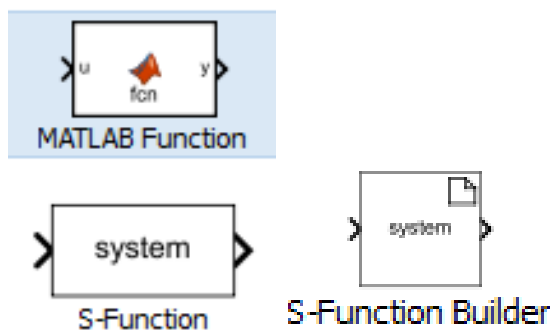 u y
fcn
MATLAB Function
system
S-Function
system
S-Function Builder